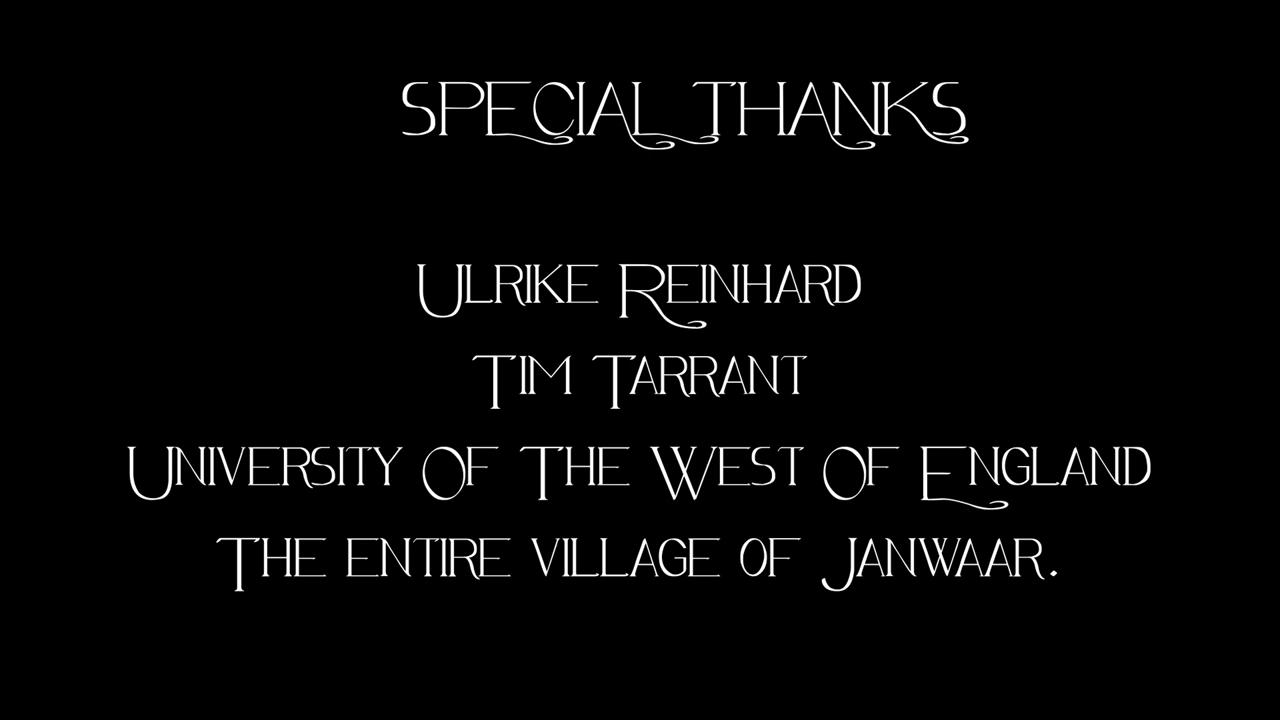 SPECIAL THANKS
ULRIKE REINHARD
TIM TARRANT
UNIVERSITY OF THE WEST OF ENGLAND
THE ENTIRE VILLAGE OF JANWAAR.